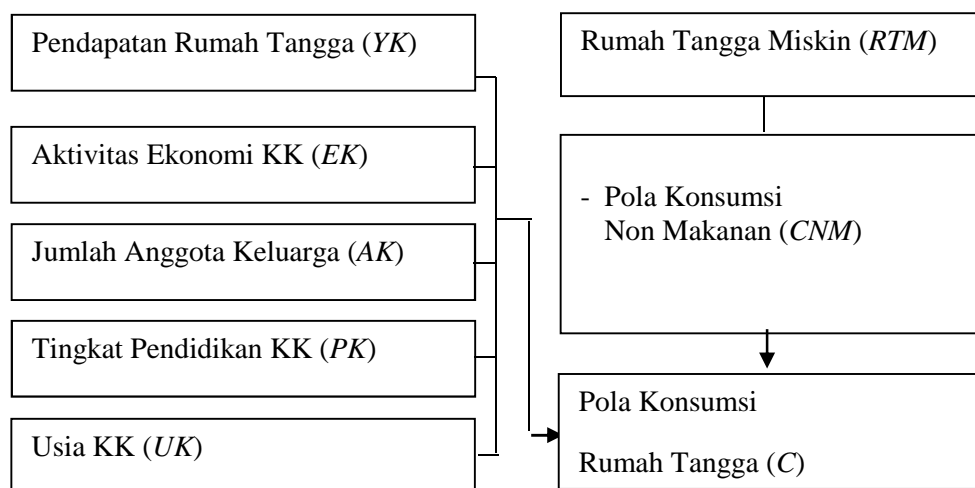 Pendapatan Rumah Tangga (YK)
Aktivitas Ekonomi KK (EK)
Jumlah Anggota Keluarga (AK)
Tingkat Pendidikan KK (PK)
Usia KK (UK)
Rumah Tangga Miskin (RTM)
- Pola Konsumsi
Non Makanan (CNM)
Pola Konsumsi
Rumah Tangga (C)